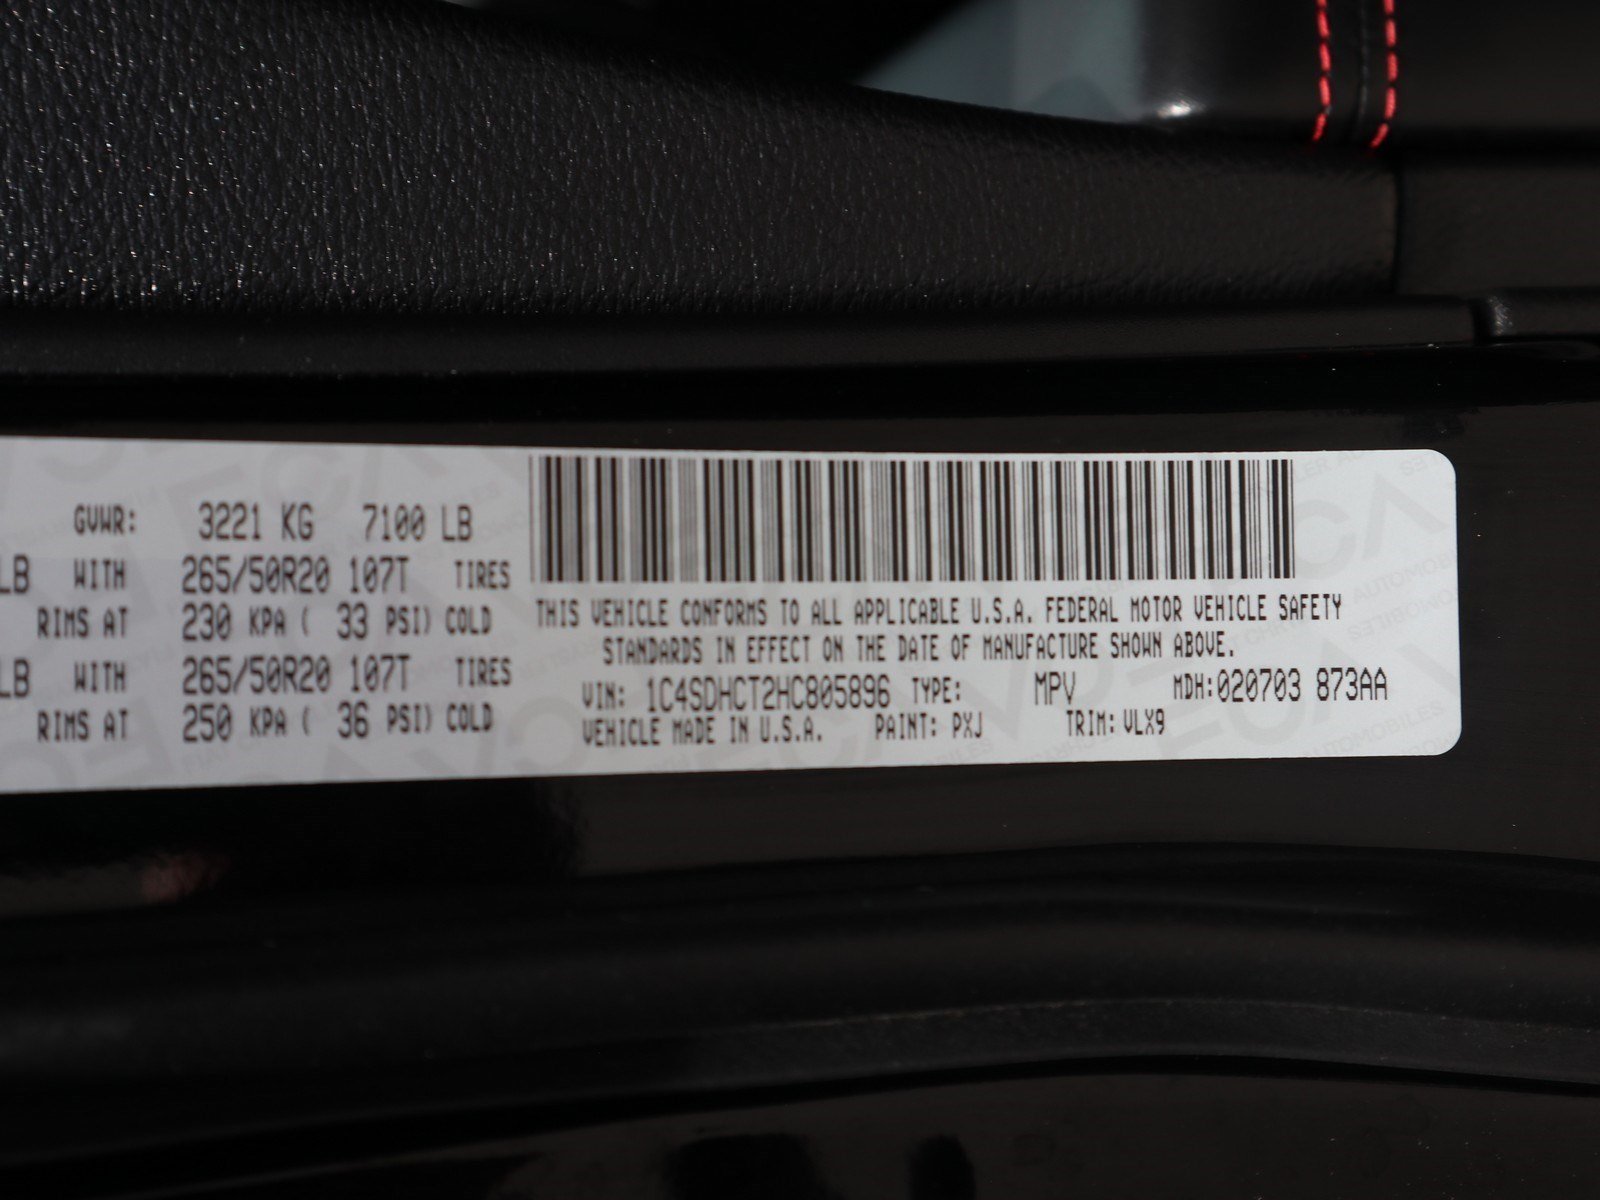 GVWR: 3221 KG 7100 LB
LB WITH 265/50R20 107T TIRES
RIMS AT 230 KPA ( 33 PSI) COLD
LB WITH 265/50R20 107T TIRES
RIMS AT 250 KPA ( 36 PSI) COLD
THIS VEHICLE CONFORMS TO ALL APPLICABLE U.S.A. FEDERAL MOTOR VEHICLE SAFETY
STANDARDS IN EFFECT ON THE DATE OF MANUFACTURE SHOWN ABOVE.
VIN: 1C4SDHCT2HC805896 TYPE: MPV MDH:020703 873AA
VEHICLE MADE IN U.S.A. PAINT: PXJ TRIM: VLX9